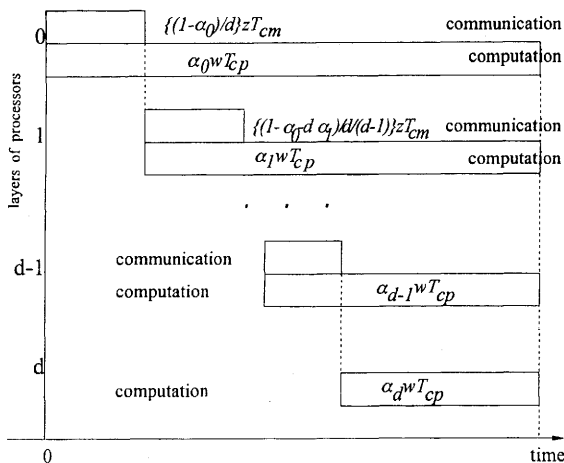 {(1-α0)/d}zTcm
communication
0
α0wTcp
computation
1
{(1-α0-d α1)/d/(d-1)}zTcm
communication
α1wTcp
computation
layers of processors
. . .
d-1
communication
computation
αd-1wTcp
d
computation
αdwTcp
0
time